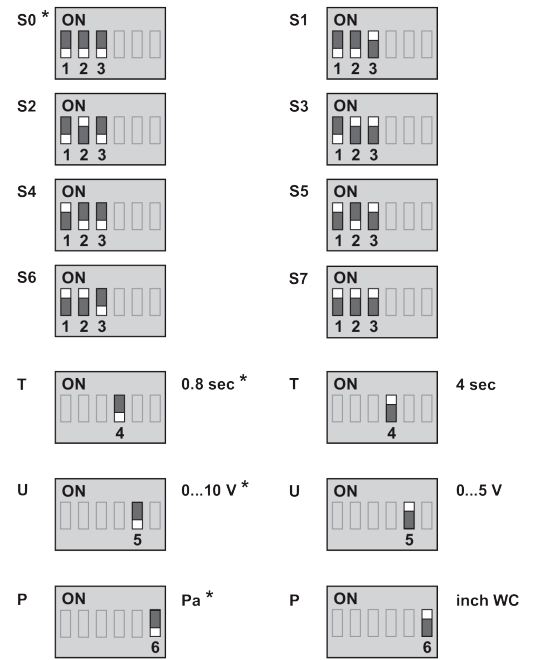 S0 * ON S1 ON
1 2 3 1 2 3
S2 ON S3 ON
1 2 3 1 2 3
S4 ON S5 ON
1 2 3 1 2 3
S6 ON S7 ON
1 2 3 1 2 3
T ON 0.8 sec * T ON 4 sec
4 4
U ON 0...10 V * U ON 0...5 V
5 5
P ON Pa * P ON inch WC
6 6